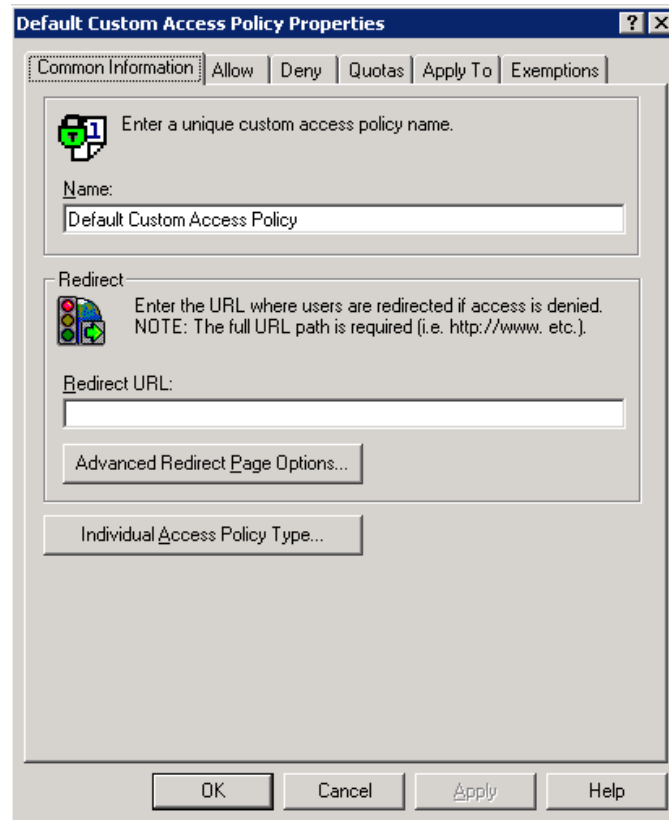 Default Custom Access Policy Properties
?
X
Common Information
Allow
Deny
Quotas
Apply To
Exemptions
T
1
Enter a unique custom access policy name.
Name:
Default Custom Access Policy
Redirect
Enter the URL where users are redirected if access is denied.
NOTE: The full URL path is required (i.e. http://www. etc.).
Redirect URL:
Advanced Redirect Page Options...
Individual Access Policy Type...
OK
Cancel
Apply
Help